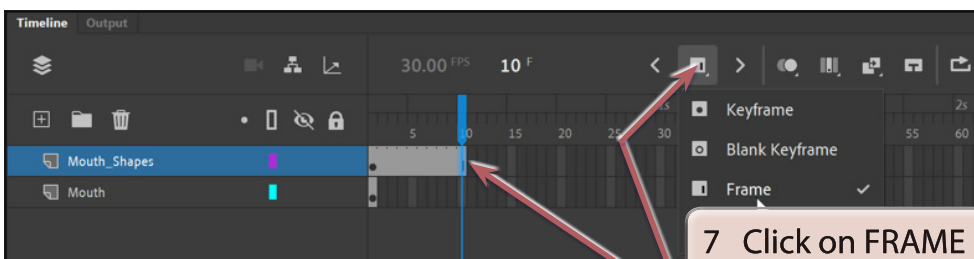 Timeline Output
30.00 FPS 10 F
1s 2s
5 10 15 20 25 30 55 60
Keyframe
Blank Keyframe
Mouth_Shapes
Mouth
Frame
7 Click on FRAME